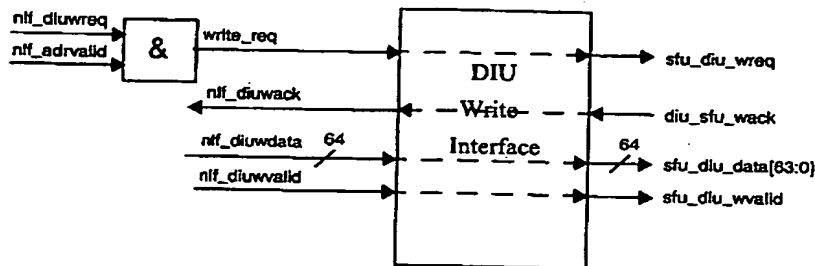 nlf_diuwreq
nlf_adrvalid
&
write_req
DIU
sfu_diu_wreq
nlf_diuwack
Write
diu_sfu_wack
nlf_diuwdata
64
Interface
64
sfu_diu_data[63:0]
nlf_diuwvalid
sfu_diu_wvalid